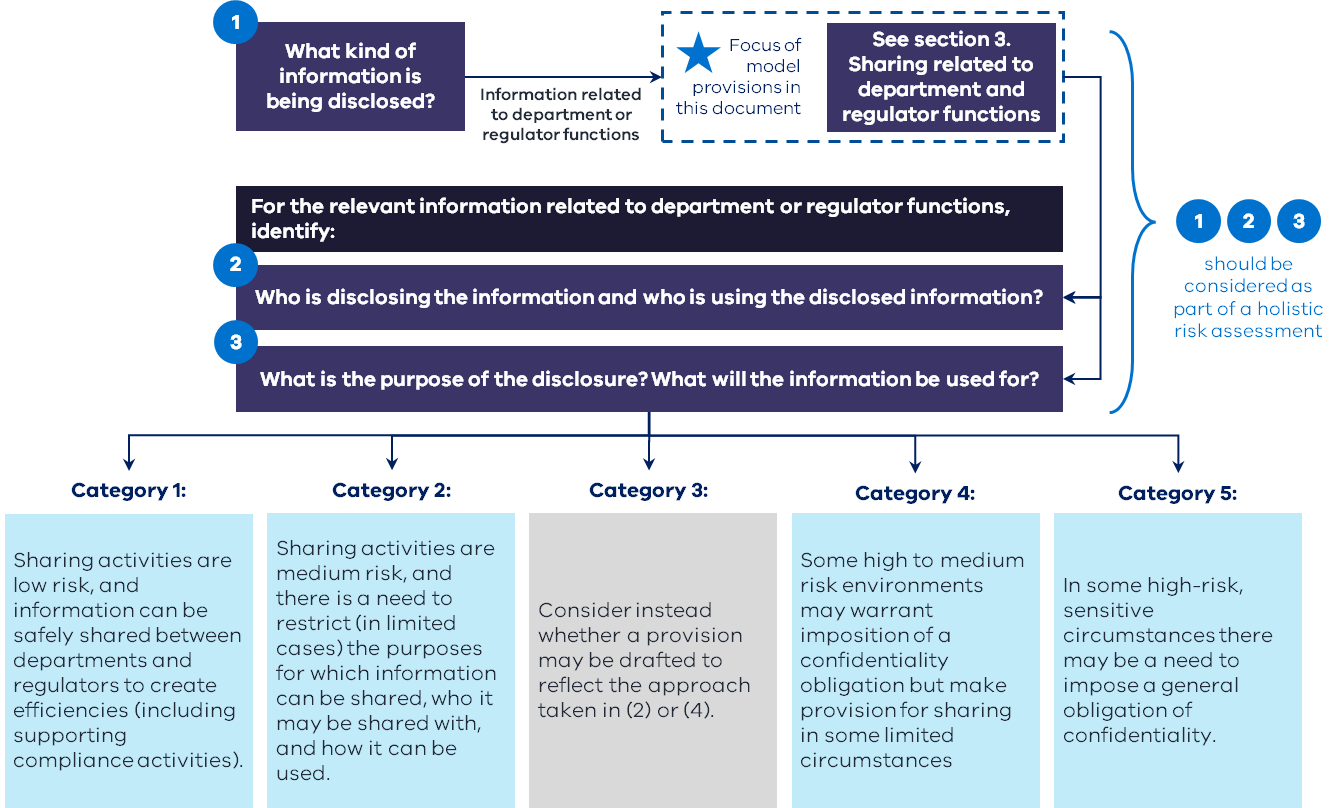 1
What kind of
information is
being disclosed?
Information related
to department or
regulator functions
Focus of
model
provisions in
this document
See section 3.
Sharing related to
department and
regulator functions
For the relevant information related to department or regulator functions,
identify:
2
Who is disclosing the information and who is using the disclosed information?
3
What is the purpose of the disclosure? What will the information be used for?
1 2 3
should be
considered as
part of a holistic
risk assessment
Category 1:
Sharing activities are
low risk, and
information can be
safely shared between
departments and
regulators to create
efficiencies (including
supporting
compliance activities).
Category 2:
Sharing activities are
medium risk, and
there is a need to
restrict (in limited
cases) the purposes
for which information
can be shared, who it
may be shared with,
and how it can be
used.
Category 3:
Consider instead
whether a provision
may be drafted to
reflect the approach
taken in (2) or (4).
Category 4:
Some high to medium
risk environments
may warrant
imposition of a
confidentiality
obligation but make
provision for sharing
in some limited
circumstances
Category 5:
In some high-risk,
sensitive
circumstances there
may be a need to
impose a general
obligation of
confidentiality.